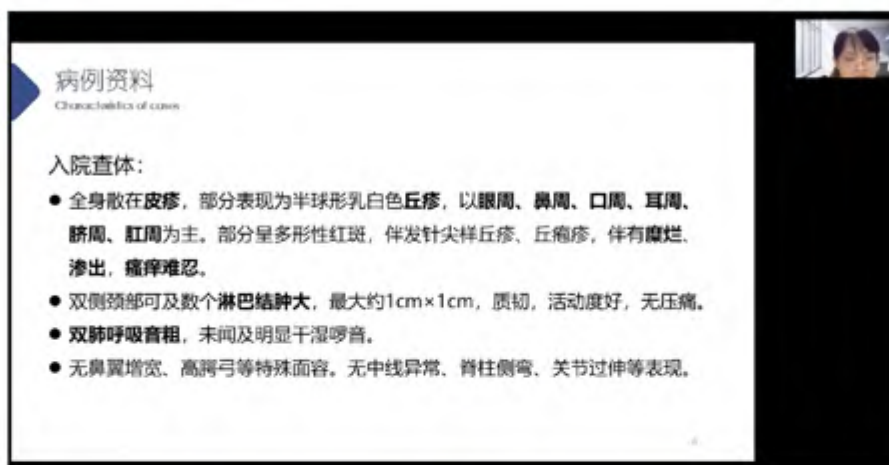 病例资料
Characteristics of cases
入院查体：
● 全身散在皮疹，部分表现为半球形乳白色丘疹，以眼周、鼻周、口周、耳周、
脐周、肛周为主。部分呈多形性红斑，伴发针尖样丘疹、丘疱疹，伴有糜烂、
渗出，瘙痒难忍。
● 双侧颈部可及数个淋巴结肿大，最大约1cm×1cm，质韧，活动度好，无压痛。
● 双肺呼吸音粗，未闻及明显干湿啰音。
● 无鼻翼增宽、高腭弓等特殊面容。无中线异常、脊柱侧弯、关节过伸等表现。